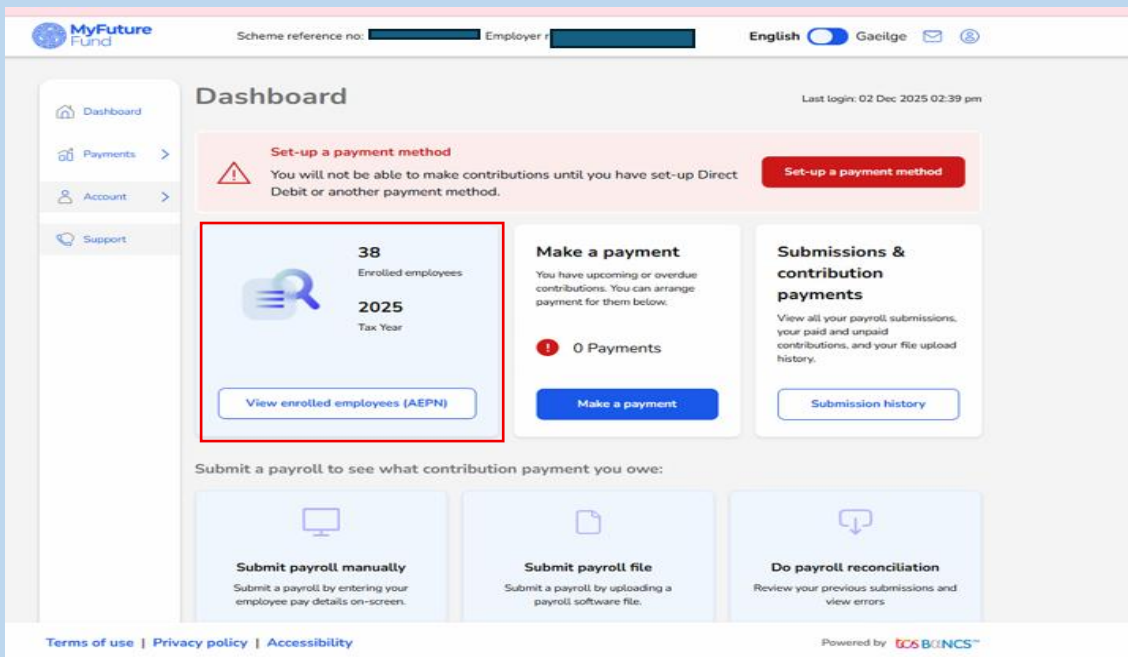 MyFuture
Fund
Scheme reference no:
Employer r
English
Gaeilge
Dashboard
Payments
Account
Support
Dashboard
Last login: 02 Dec 2025 02:39 pm
Set-up a payment method
You will not be able to make contributions until you have set-up Direct
Debit or another payment method.
Set-up a payment method
38
Enrolled employees
2025
Tax Year
View enrolled employees (AEPN)
Make a payment
You have upcoming or overdue
contributions. You can arrange
payment for them below.
! 0 Payments
Make a payment
Submissions &
contribution
payments
View all your payroll submissions,
your paid and unpaid
contributions, and your file upload
history.
Submission history
Submit a payroll to see what contribution payment you owe:
Submit payroll manually
Submit a payroll by entering your
employee pay details on-screen.
Submit payroll file
Submit a payroll by uploading a
payroll software file.
Do payroll reconciliation
Review your previous submissions and
view errors
Terms of use | Privacy policy | Accessibility
Powered by tcs BaNCS™